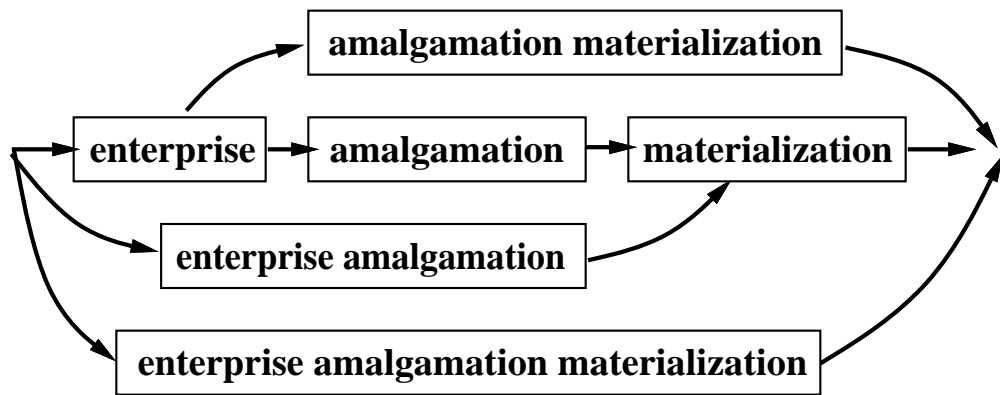 amalgamation materialization
enterprise
amalgamation
materialization
enterprise amalgamation
enterprise amalgamation materialization